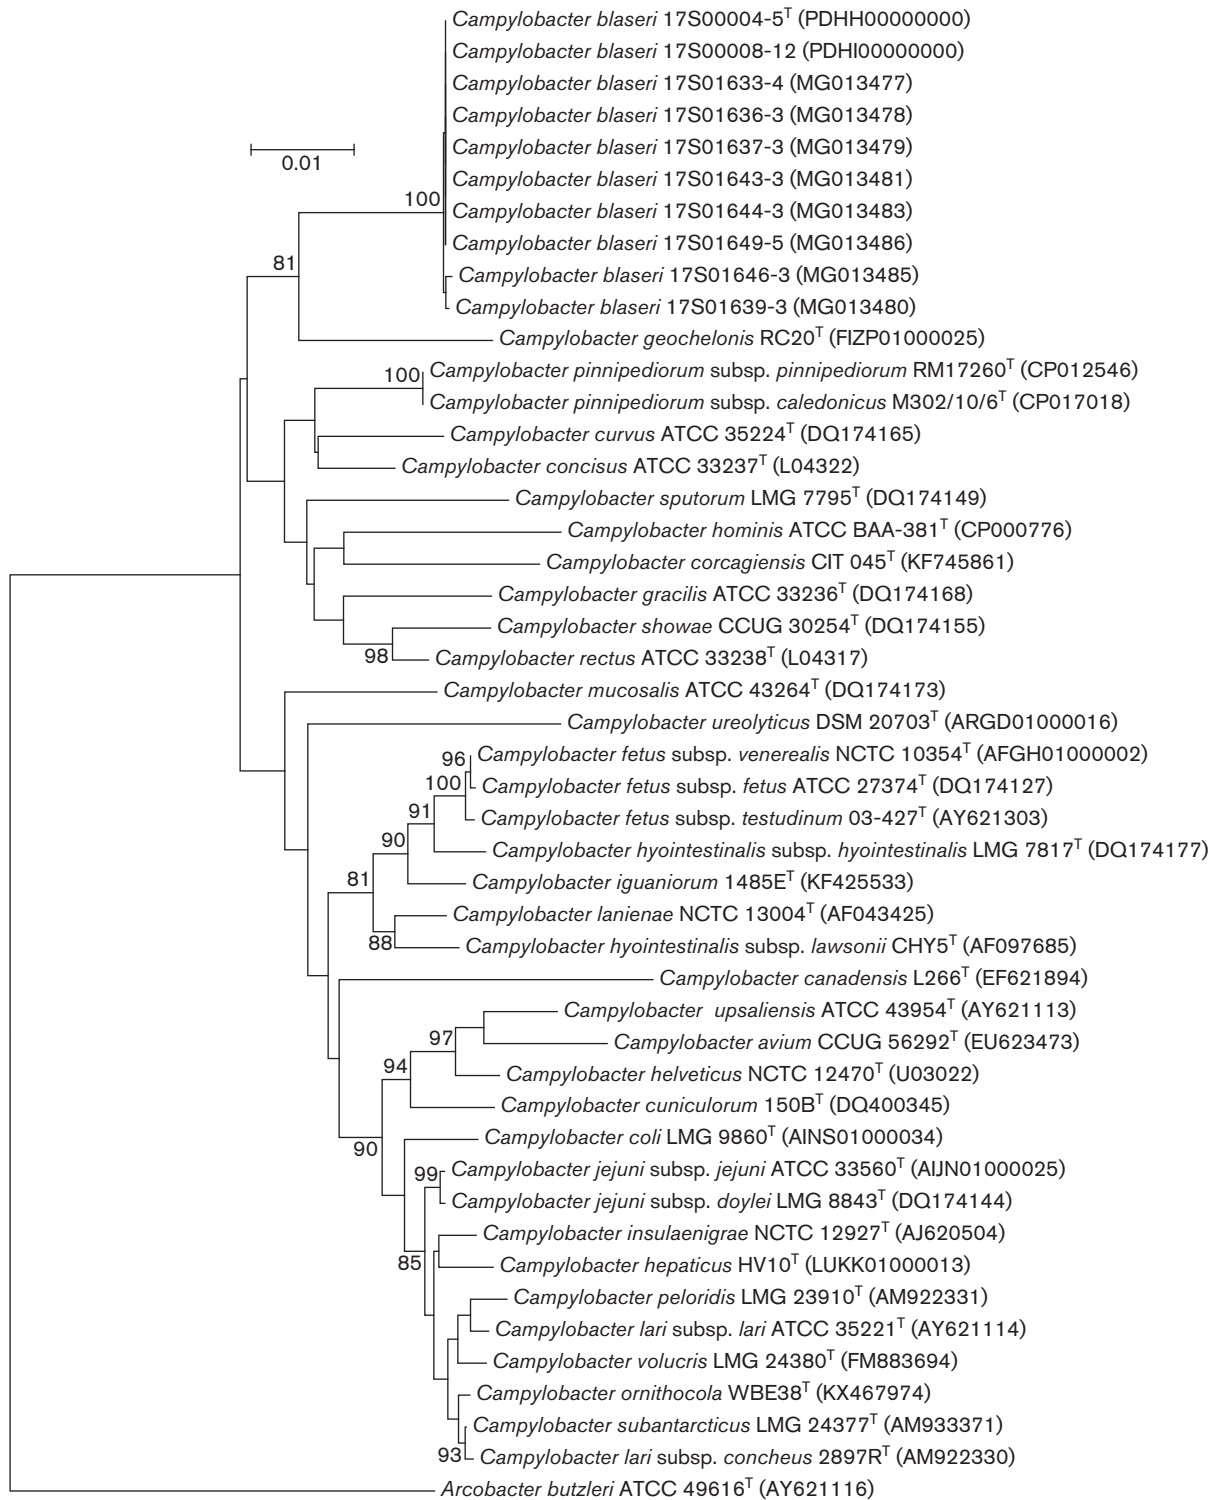 Campylobacter blaseri 17S00004-5T (PDHH00000000)
Campylobacter blaseri 17S00008-12 (PDHI00000000)
Campylobacter blaseri 17S01633-4 (MG013477)
Campylobacter blaseri 17S01636-3 (MG013478)
Campylobacter blaseri 17S01637-3 (MG013479)
0.01
Campylobacter blaseri 17S01643-3 (MG013481)
100
Campylobacter blaseri 17S01644-3 (MG013483)
Campylobacter blaseri 17S01649-5 (MG013486)
81
Campylobacter blaseri 17S01646-3 (MG013485)
Campylobacter blaseri 17S01639-3 (MG013480)
Campylobacter geochelonis RC20T (FIZP01000025)
100
Campylobacter pinnipediorum subsp. pinnipediorum RM17260T (CP012546)
Campylobacter pinnipediorum subsp. caledonicus M302/10/6T (CP017018)
Campylobacter curvus ATCC 35224T (DQ174165)
Campylobacter concisus ATCC 33237T (L04322)
Campylobacter sputorum LMG 7795T (DQ174149)
Campylobacter hominis ATCC BAA-381T (CP000776)
Campylobacter corcagiensis CIT 045T (KF745861)
Campylobacter gracilis ATCC 33236T (DQ174168)
Campylobacter showae CCUG 30254T (DQ174155)
98
Campylobacter rectus ATCC 33238T (L04317)
Campylobacter mucosalis ATCC 43264T (DQ174173)
Campylobacter ureolyticus DSM 20703T (ARGD01000016)
96
Campylobacter fetus subsp. venerealis NCTC 10354T (AFGH01000002)
100
Campylobacter fetus subsp. fetus ATCC 27374T (DQ174127)
91
Campylobacter fetus subsp. testudinum 03-427T (AY621303)
90
Campylobacter hyointestinalis subsp. hyointestinalis LMG 7817T (DQ174177)
81
Campylobacter iguaniorum 1485ET (KF425533)
Campylobacter lanienae NCTC 13004T (AF043425)
88
Campylobacter hyointestinalis subsp. lawsonii CHY5T (AF097685)
Campylobacter canadensis L266T (EF621894)
Campylobacter upsaliensis ATCC 43954T (AY621113)
97
Campylobacter avium CCUG 56292T (EU623473)
94
Campylobacter helveticus NCTC 12470T (U03022)
Campylobacter cuniculorum 150BT (DQ400345)
90
Campylobacter coli LMG 9860T (AINS01000034)
99
Campylobacter jejuni subsp. jejuni ATCC 33560T (AIJN01000025)
Campylobacter jejuni subsp. doylei LMG 8843T (DQ174144)
Campylobacter insulaenigrae NCTC 12927T (AJ620504)
85
Campylobacter hepaticus HV10T (LUKK01000013)
Campylobacter peloridis LMG 23910T (AM922331)
Campylobacter lari subsp. lari ATCC 35221T (AY621114)
Campylobacter volucris LMG 24380T (FM883694)
Campylobacter ornithocola WBE38T (KX467974)
Campylobacter subantarcticus LMG 24377T (AM933371)
93
Campylobacter lari subsp. concheus 2897RT (AM922330)
Arcobacter butzleri ATCC 49616T (AY621116)